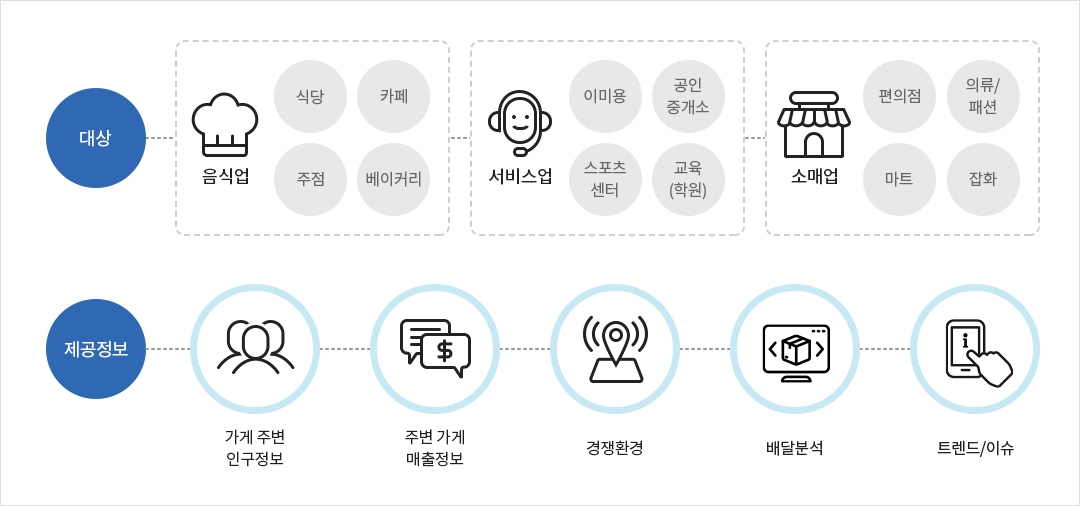 대상
음식업
식당
카페
주점
베이커리
서비스업
이미용
공인
중개소
스포츠
센터
교육
(학원)
소매업
편의점
의류/
패션
마트
잡화
제공정보
가게 주변
인구정보
$
주변 가게
매출정보
경쟁환경
배달분석
i
트렌드/이슈